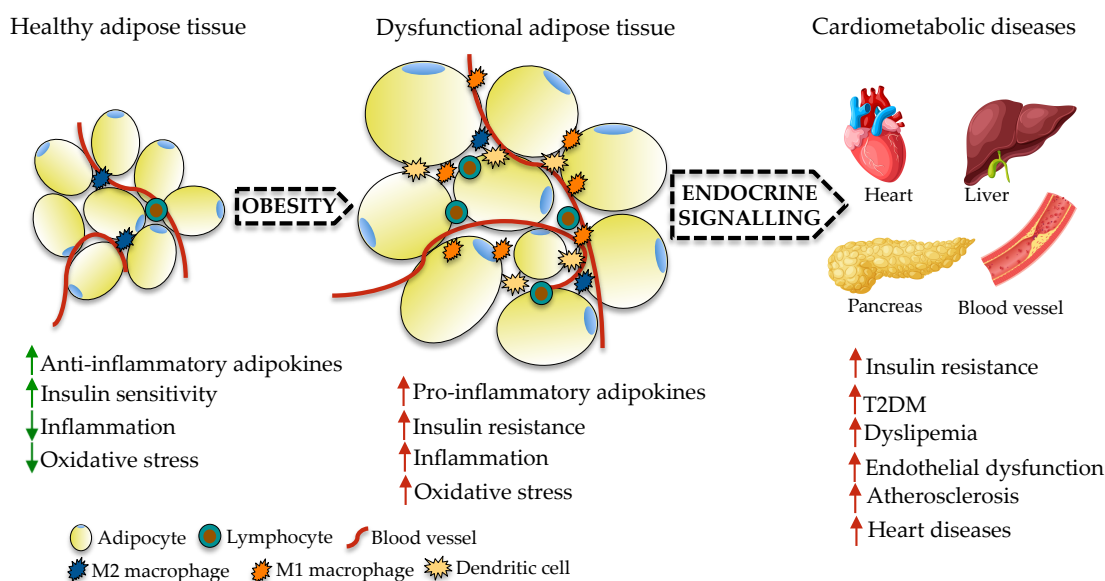 Healthy adipose tissue
Dysfunctional adipose tissue
Cardiometabolic diseases
OBESITY
ENDOCRINE
SIGNALLING
Heart
Liver
Pancreas
Blood vessel
Anti-inflammatory adipokines
Insulin sensitivity
Inflammation
Oxidative stress
Pro-inflammatory adipokines
Insulin resistance
Inflammation
Oxidative stress
Insulin resistance
T2DM
Dyslipemia
Endothelial dysfunction
Atherosclerosis
Heart diseases
Adipocyte
Lymphocyte
Blood vessel
M2 macrophage
M1 macrophage
Dendritic cell